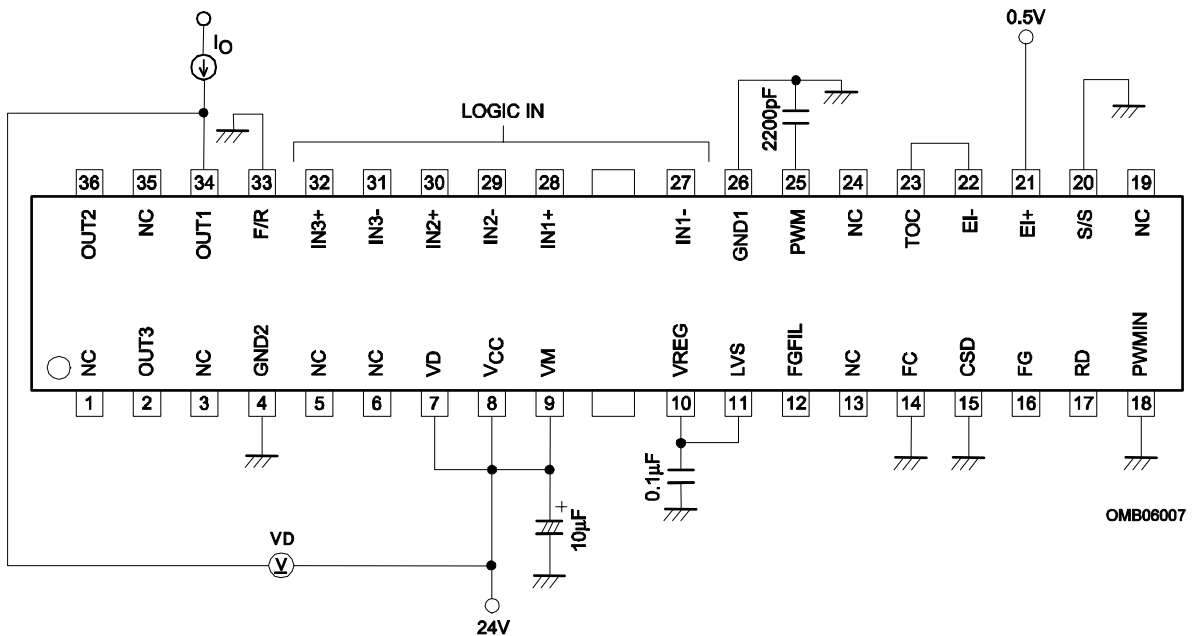 0.5V
IO
LOGIC IN
2200pF
36 35 34 33 32 31 30 29 28 27 26 25 24 23 22 21 20 19
OUT2 NC OUT1 F/R IN3+ IN3- IN2+ IN2- IN1+ IN1- GND1 PWM NC TOC EI- EI+ S/S NC
NC OUT3 NC GND2 NC NC VD VCC VM VREG LVS FGFIL NC FC CSD FG RD PWMIN
1 2 3 4 5 6 7 8 9 10 11 12 13 14 15 16 17 18
0.1µF
+
10µF
OMB06007
VD
V
24V